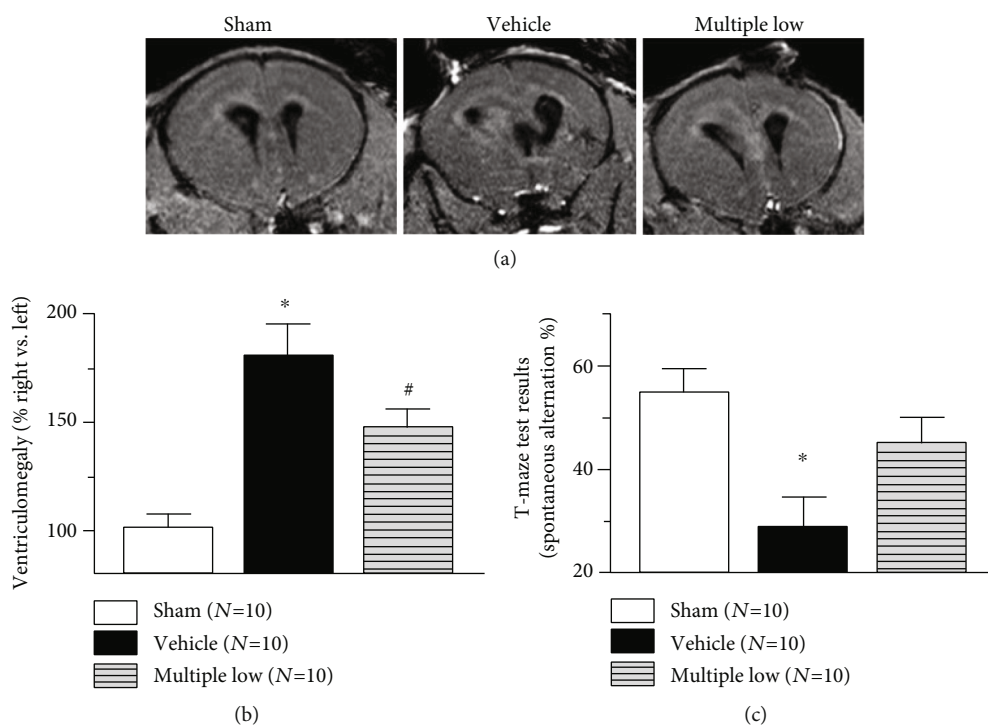 Sham
Vehicle
Multiple low
(a)
Ventriculomegaly (% right vs. left)
200
150
100
*
#
Sham (N=10)
Vehicle (N=10)
Multiple low (N=10)
(b)
T-maze test results
(spontaneous alternation %)
60
40
20
*
Sham (N=10)
Vehicle (N=10)
Multiple low (N=10)
(c)